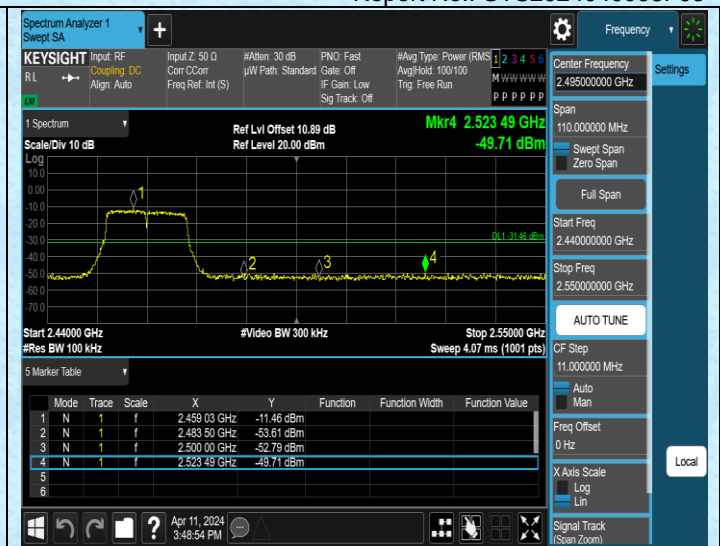 Spectrum Analyzer 1
Swept SA
+
Frequency
KEYSIGHT
RL
Input: RF
Coupling: DC
Align: Auto
Input Z: 50 Ω
Corr CCorr
Freq Ref: Int (S)
#Atten: 30 dB
µW Path: Standard
PNO: Fast
Gate: Off
IF Gain: Low
Sig Track: Off
#Avg Type: Power (RMS
Avg|Hold: 100/100
Trig: Free Run
1 2 3 4 5 6
M W W W W W
P P P P P P
Center Frequency
2.495000000 GHz
Settings
Span
110.000000 MHz
Swept Span
Zero Span
Full Span
Start Freq
2.440000000 GHz
Stop Freq
2.550000000 GHz
AUTO TUNE
CF Step
11.000000 MHz
Auto
Man
Freq Offset
0 Hz
X Axis Scale
Log
Lin
Signal Track
(Span Zoom)
Local
1 Spectrum
Scale/Div 10 dB
Ref Lvl Offset 10.89 dB
Ref Level 20.00 dBm
Mkr4 2.523 49 GHz
-49.71 dBm
Log
10.0
0.00
-10.0
-20.0
-30.0
-40.0
-50.0
-60.0
-70.0
1
2
3
4
DL1 -31.46 dBm
Start 2.44000 GHz
#Res BW 100 kHz
#Video BW 300 kHz
Stop 2.55000 GHz
Sweep 4.07 ms (1001 pts)
5 Marker Table
Mode Trace Scale X Y Function Function Width Function Value
1 N 1 f 2.459 03 GHz -11.46 dBm
2 N 1 f 2.483 50 GHz -53.61 dBm
3 N 1 f 2.500 00 GHz -52.79 dBm
4 N 1 f 2.523 49 GHz -49.71 dBm
5
6
?
Apr 11, 2024
3:48:54 PM